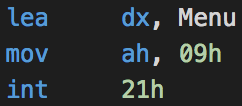 lea dx, Menu
mov ah, 09h
int 21h